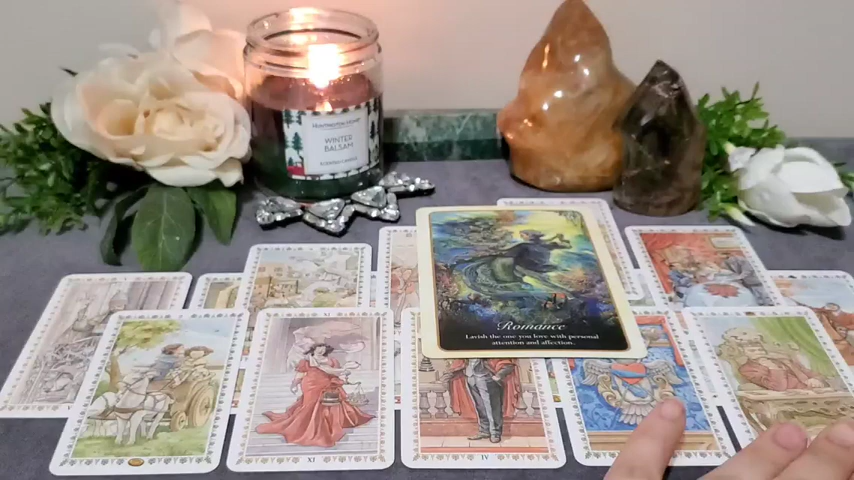 WINTER
BALSAM
Romance
Lavish the one you love with personal
attention and affection.
XI
IV